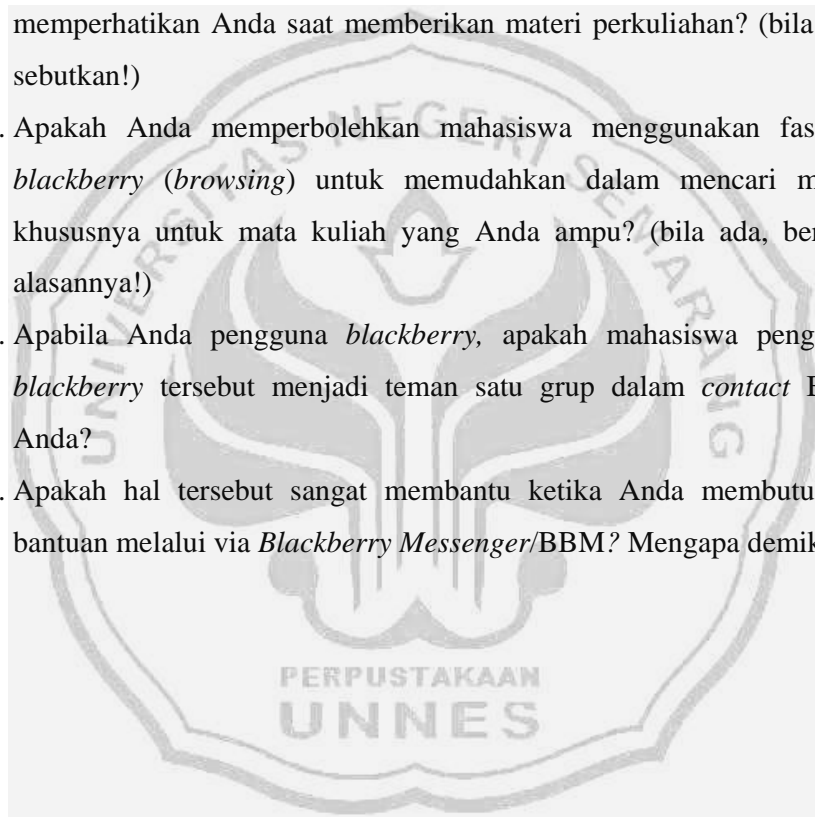 memperhatikan Anda saat memberikan materi perkuliahan? (bila
sebutkan!)
. Apakah Anda memperbolehkan mahasiswa menggunakan fas
blackberry (browsing) untuk memudahkan dalam mencari m
khususnya untuk mata kuliah yang Anda ampu? (bila ada, ber
alasannya!)
. Apabila Anda pengguna blackberry, apakah mahasiswa peng
blackberry tersebut menjadi teman satu grup dalam contact
Anda?
. Apakah hal tersebut sangat membantu ketika Anda membutu
bantuan melalui via Blackberry Messenger/BBM? Mengapa demik
UNIVERSITAS NEGERI SEMARANG
PERPUSTAKAAN
UNNES